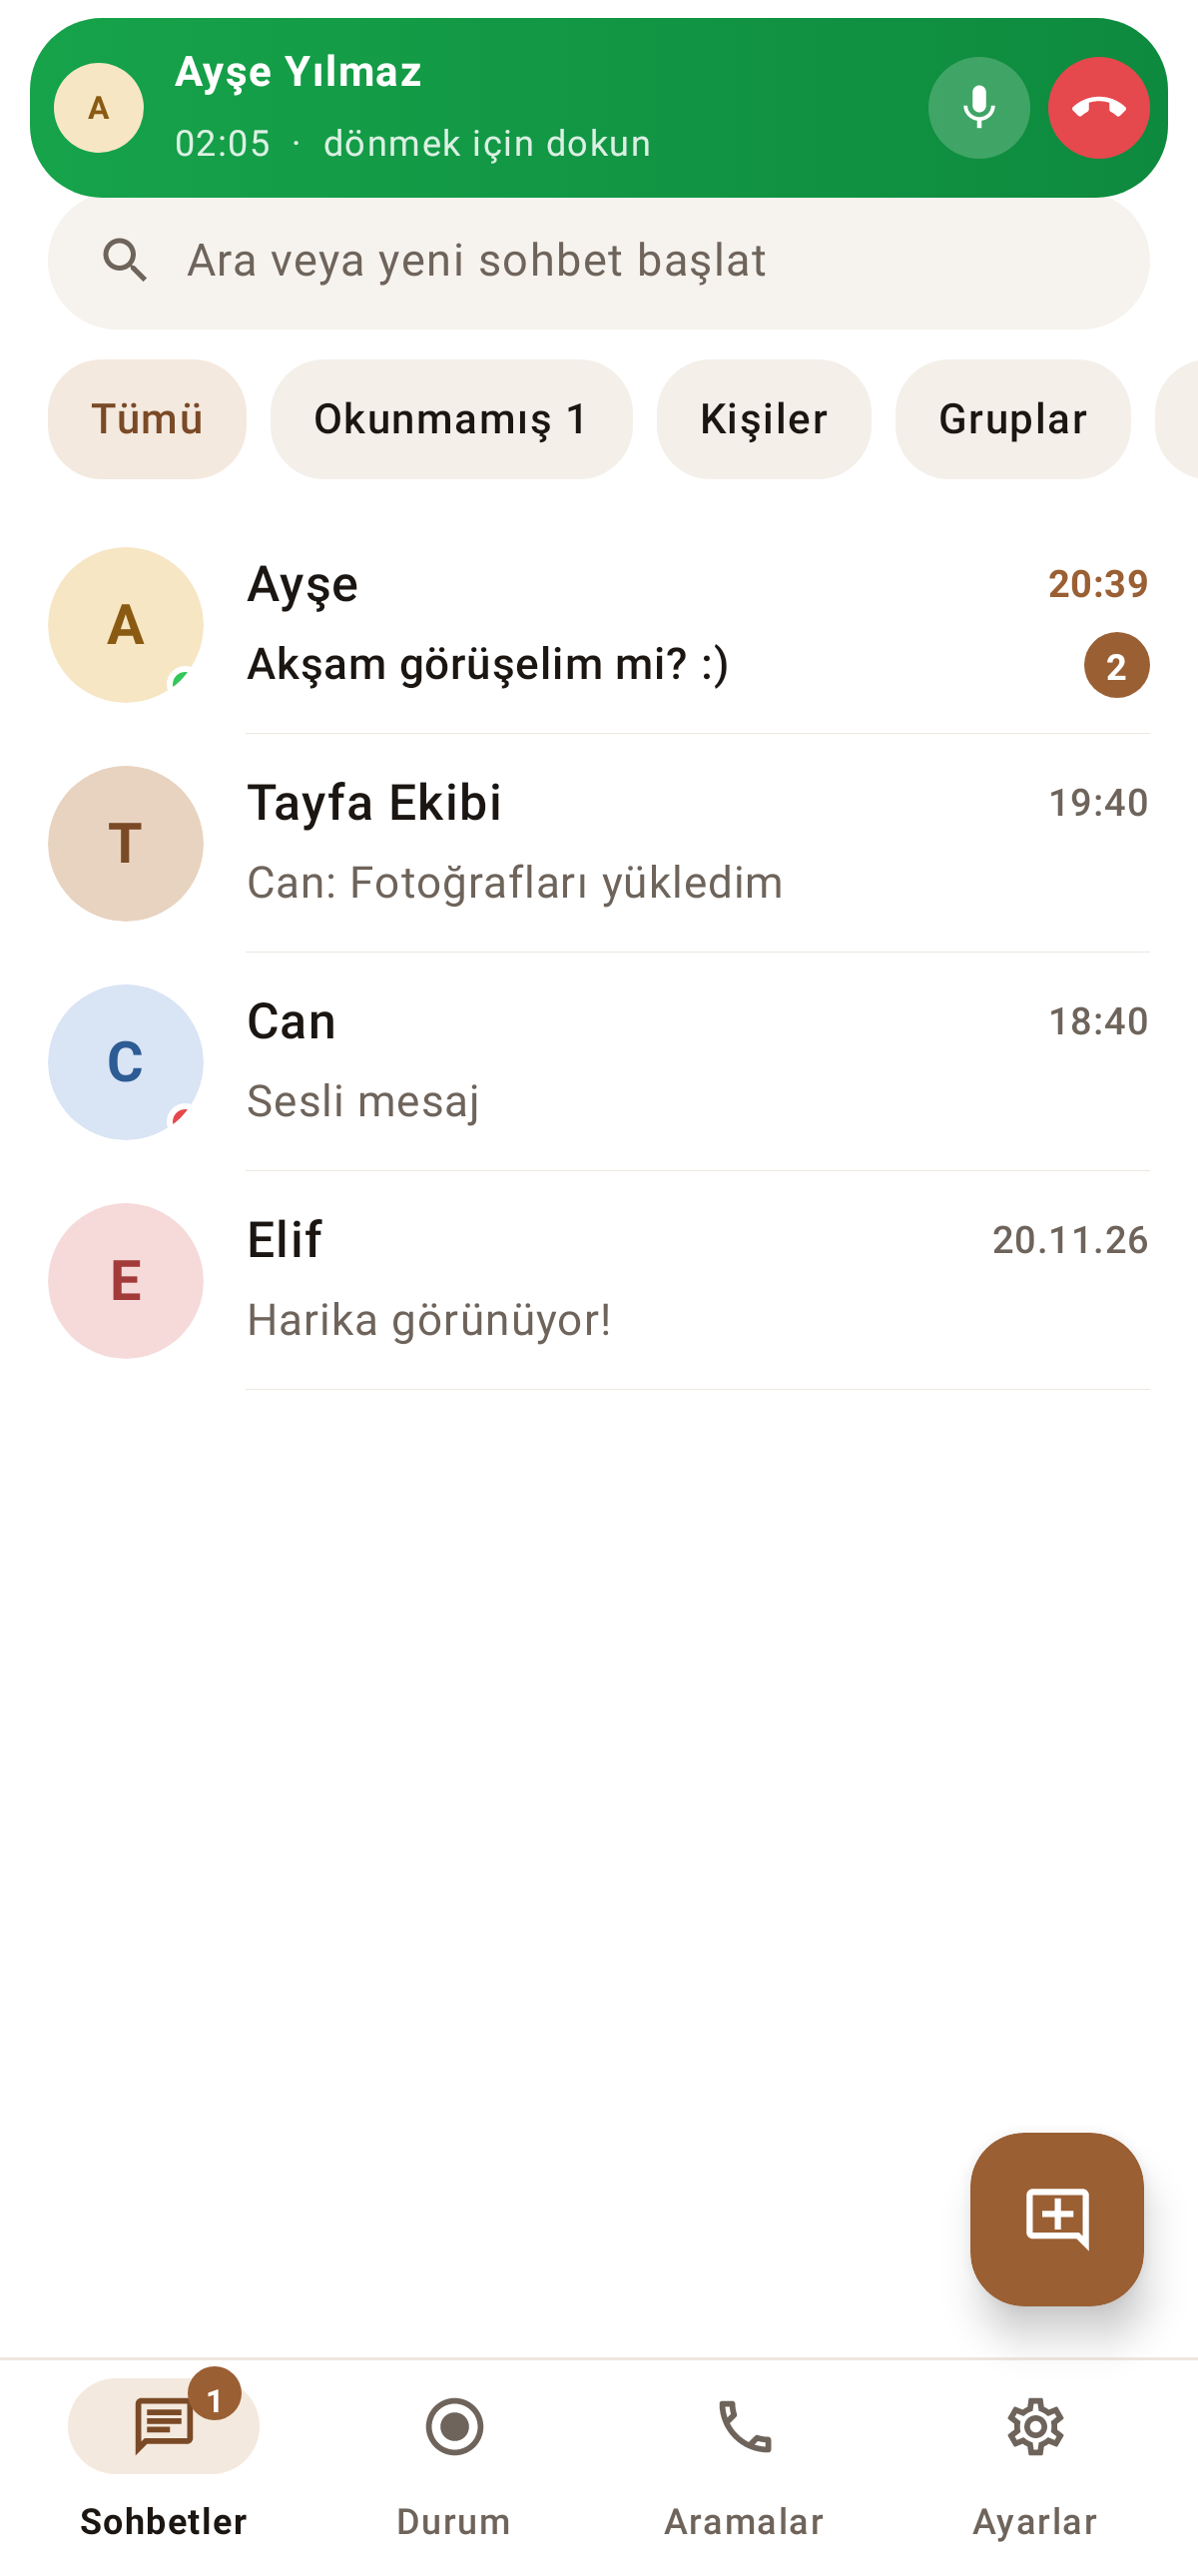 A
Ayşe Yılmaz
02:05 · dönmek için dokun
Ara veya yeni sohbet başlat
Tümü
Okunmamış 1
Kişiler
Gruplar
A
Ayşe
20:39
Akşam görüşelim mi? :)
2
T
Tayfa Ekibi
19:40
Can: Fotoğrafları yükledim
C
Can
18:40
Sesli mesaj
E
Elif
20.11.26
Harika görünüyor!
1
Sohbetler
Durum
Aramalar
Ayarlar